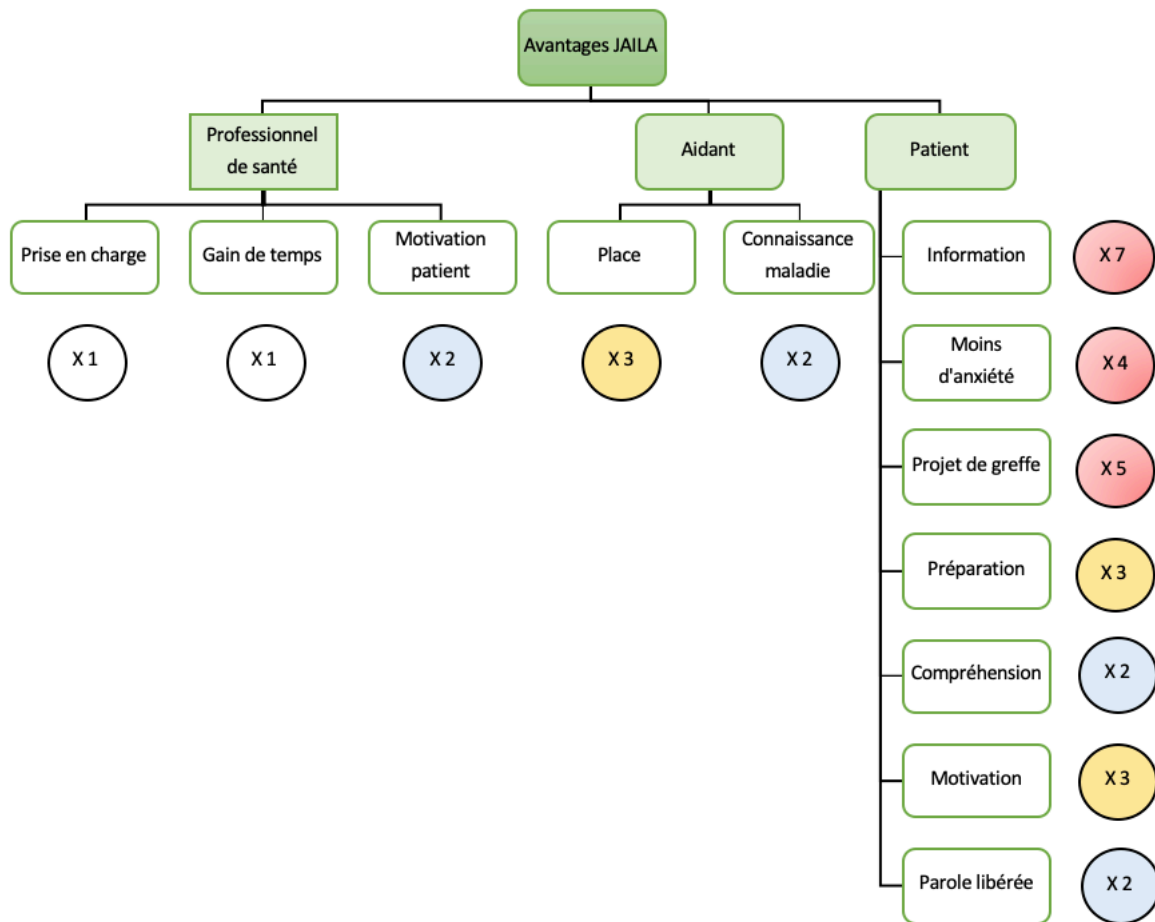 Avantages JAILA
Professionnel
de santé
Aidant
Patient
Prise en charge
Gain de temps
Motivation
patient
Place
Connaissance
maladie
X 1
X 1
X 2
X 3
X 2
Information
X 7
Moins
d'anxiété
X 4
Projet de greffe
X 5
Préparation
X 3
Compréhension
X 2
Motivation
X 3
Parole libérée
X 2